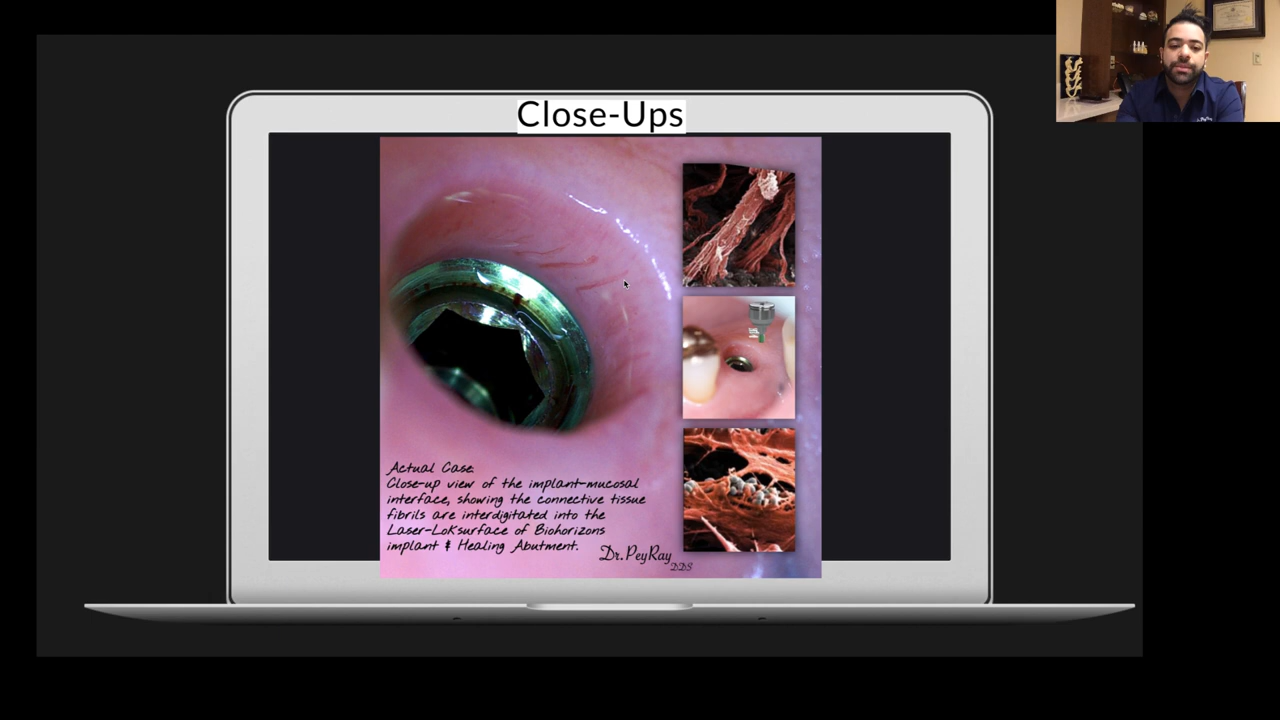 Close-Ups
Actual Case:
Close-up view of the implant-mucosal
interface, showing the connective tissue
fibrils are interdigitated into the
Laser-Loksurface of Biohorizons
implant & Healing Abutment.
Dr.PeyRay
DDS